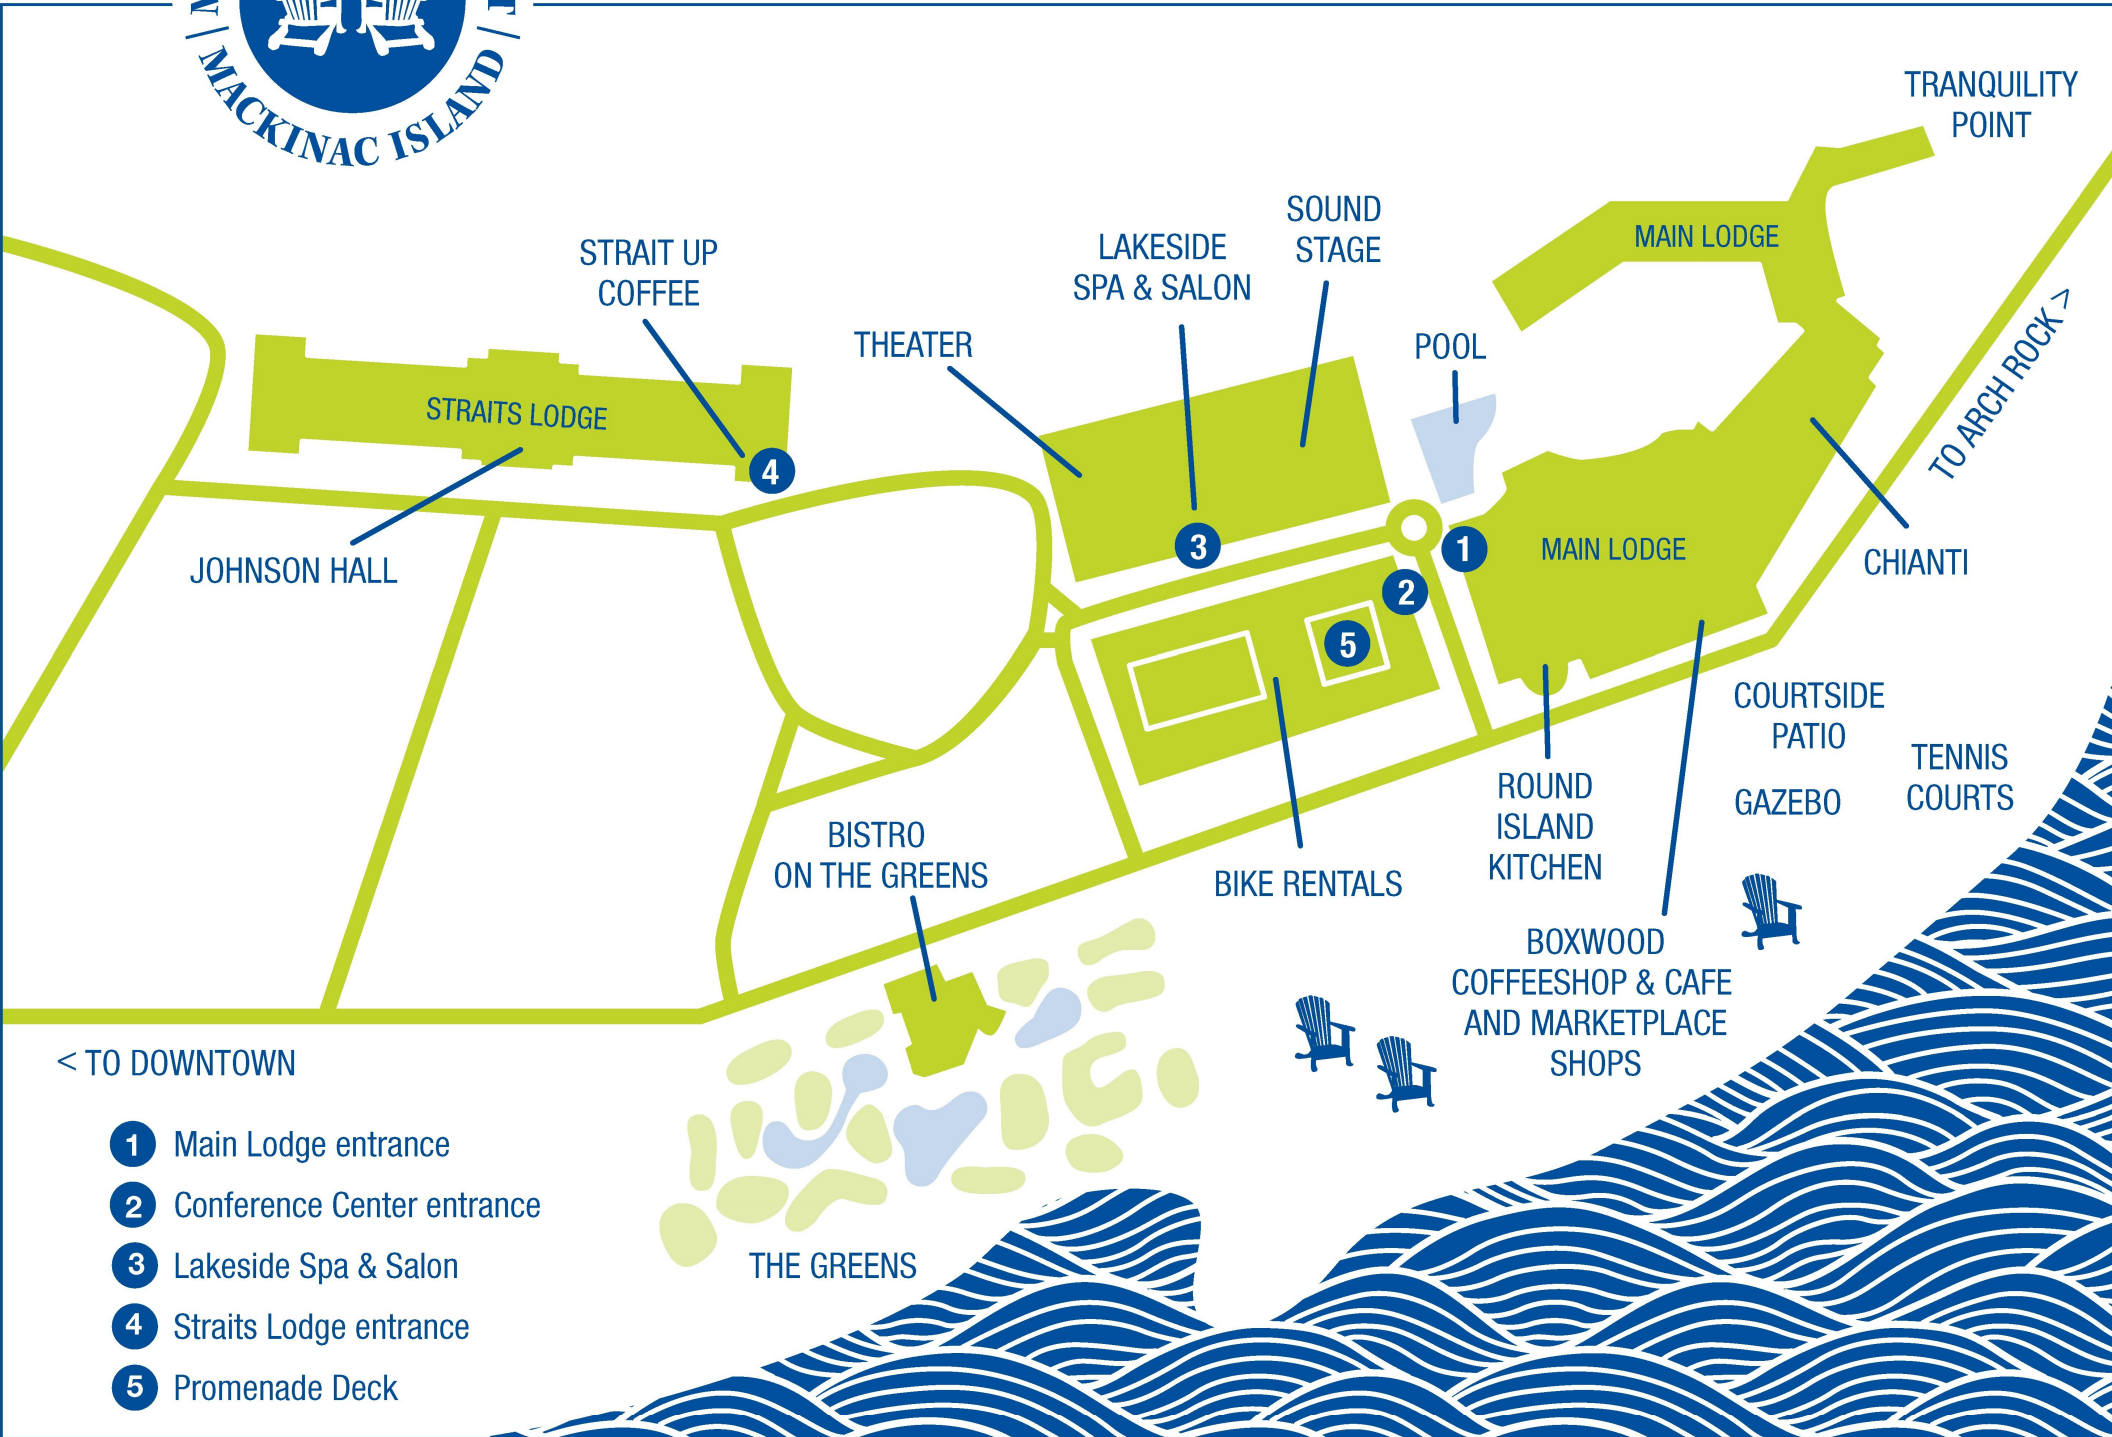 MACKINAC ISLAND
TRANQUILITY
POINT
SOUND
STAGE
LAKESIDE
SPA & SALON
STRAIT UP
COFFEE
MAIN LODGE
THEATER
POOL
TO ARCH ROCK >
STRAITS LODGE
4
JOHNSON HALL
3
1
MAIN LODGE
CHIANTI
2
5
COURTSIDE
PATIO
TENNIS
COURTS
GAZEBO
ROUND
ISLAND
KITCHEN
BISTRO
ON THE GREENS
BIKE RENTALS
BOXWOOD
COFFEESHOP & CAFE
AND MARKETPLACE
SHOPS
< TO DOWNTOWN
1 Main Lodge entrance
2 Conference Center entrance
3 Lakeside Spa & Salon
4 Straits Lodge entrance
5 Promenade Deck
THE GREENS